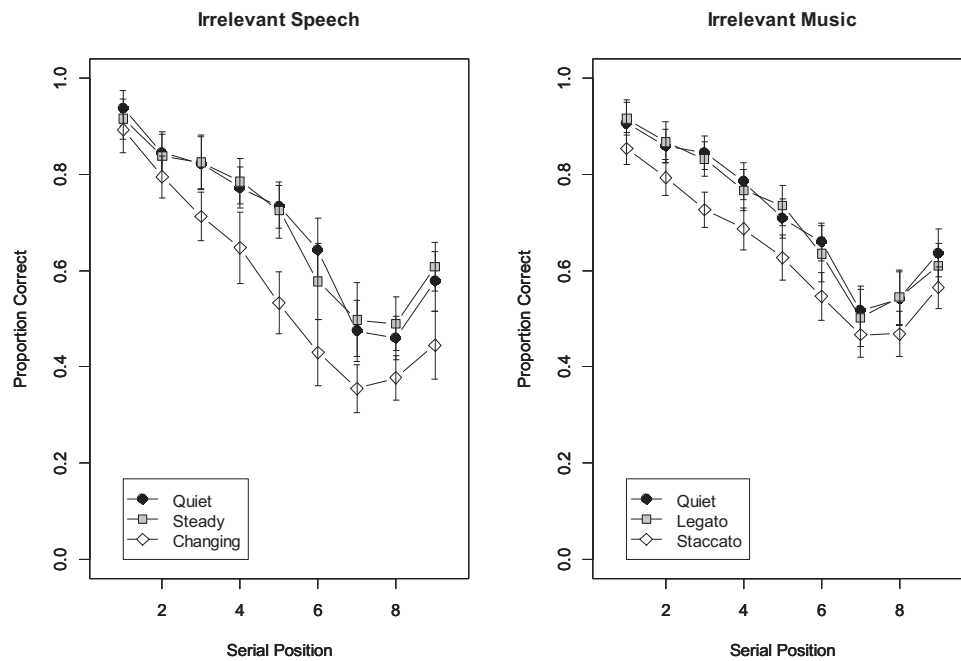 Irrelevant Speech
Proportion Correct
1.0
0.8
0.6
0.4
0.2
0.0
Quiet
Steady
Changing
2 4 6 8
Serial Position
Irrelevant Music
Proportion Correct
1.0
0.8
0.6
0.4
0.2
0.0
Quiet
Legato
Staccato
2 4 6 8
Serial Position